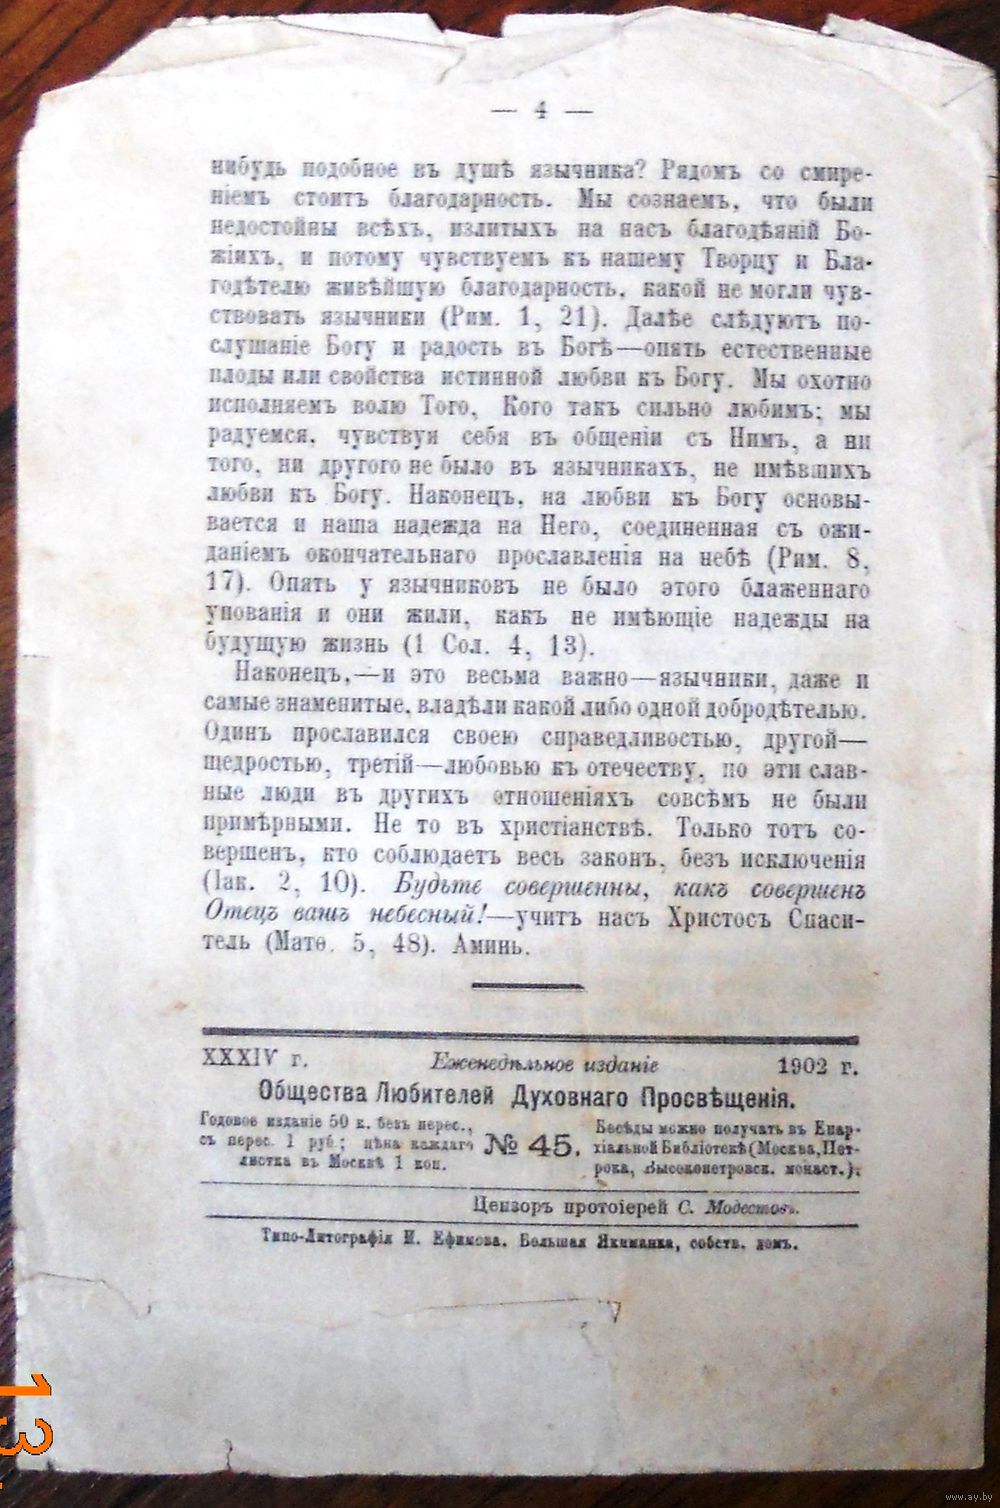 — 4 —
нибудь подобное въ душѣ язычника? Рядомъ со смире-
ніемъ стоитъ благодарность. Мы сознаемъ, что были
недостойны всѣхъ, излитыхъ на насъ благодѣяній Бо-
жіихъ, и потому чувствуемъ къ нашему Творцу и Бла-
годѣтелю живѣйшую благодарность, какой не могли чув-
ствовать язычники (Рим. 1, 21). Далѣе слѣдуютъ по-
слушаніе Богу и радость въ Богѣ—опять естественные
плоды или свойства истинной любви къ Богу. Мы охотно
исполняемъ волю Того, Кого такъ сильно любимъ; мы
радуемся, чувствуя себя въ общеніи съ Нимъ, а ни
того, ни другого не было въ язычникахъ, не имѣвшихъ
любви къ Богу. Наконецъ, на любви къ Богу основы-
вается и наша надежда на Него, соединенная съ ожи-
даніемъ окончательнаго прославленія на небѣ (Рим. 8,
17). Опять у язычниковъ не было этого блаженнаго
упованія и они жили, какъ не имѣющіе надежды на
будущую жизнь (1 Сол. 4, 13).
Наконецъ,—и это весьма важно—язычники, даже и
самые знаменитые, владѣли какой либо одной добродѣтелью.
Одинъ прославился своею справедливостью, другой—
щедростью, третій—любовью къ отечеству, но эти слав-
ные люди въ другихъ отношеніяхъ совсѣмъ не были
примѣрными. Не то въ христіанствѣ. Только тотъ со-
вершенъ, кто соблюдаетъ весь законъ, безъ исключенія
(Іак. 2, 10). Будьте совершенны, какъ совершенъ
Отецъ вашъ небесный!—учитъ насъ Христосъ Спаси-
тель (Матѳ. 5, 48). Аминь.
XXXIV г. Еженедѣльное изданіе 1902 г.
Общества Любителей Духовнаго Просвѣщенія.
Годовое изданіе 50 к. безъ перес.,
съ перес. 1 руб.; цѣна каждаго
листка въ Москвѣ 1 коп.
№ 45.
Бесѣды можно получать въ Епар-
хіальной Библіотекѣ (Москва, Пет-
ровка, Высокопетровск. монаст.).
Цензоръ протоіерей С. Модестовъ.
Типо-Литографія И. Ефимова. Большая Якиманка, собств. домъ.
13
www.ay.by